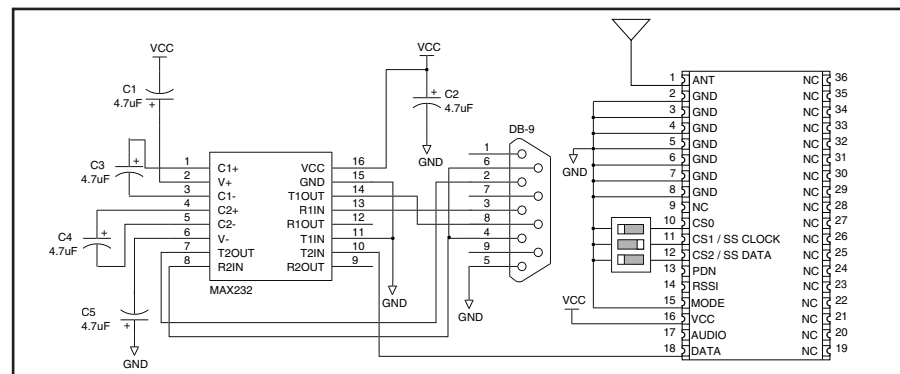 VCC
C1
4.7uF
+
C3
4.7uF
+
C4
4.7uF
+
C5
4.7uF
+
GND
1 C1+ VCC 16
2 V+ GND 15
3 C1- T1OUT 14
4 C2+ R1IN 13
5 C2- R1OUT 12
6 V- T1IN 11
7 T2OUT T2IN 10
8 R2IN R2OUT 9
MAX232
VCC
+
C2
4.7uF
GND
GND
DB-9
1
6
2
7
3
8
4
9
5
GND
GND
VCC
1 ANT NC 36
2 GND NC 35
3 GND NC 34
4 GND NC 33
5 GND NC 32
6 GND NC 31
7 GND NC 30
8 GND NC 29
9 NC NC 28
10 CS0 NC 27
11 CS1 / SS CLOCK NC 26
12 CS2 / SS DATA NC 25
13 PDN NC 24
14 RSSI NC 23
15 MODE NC 22
16 VCC NC 21
17 AUDIO NC 20
18 DATA NC 19